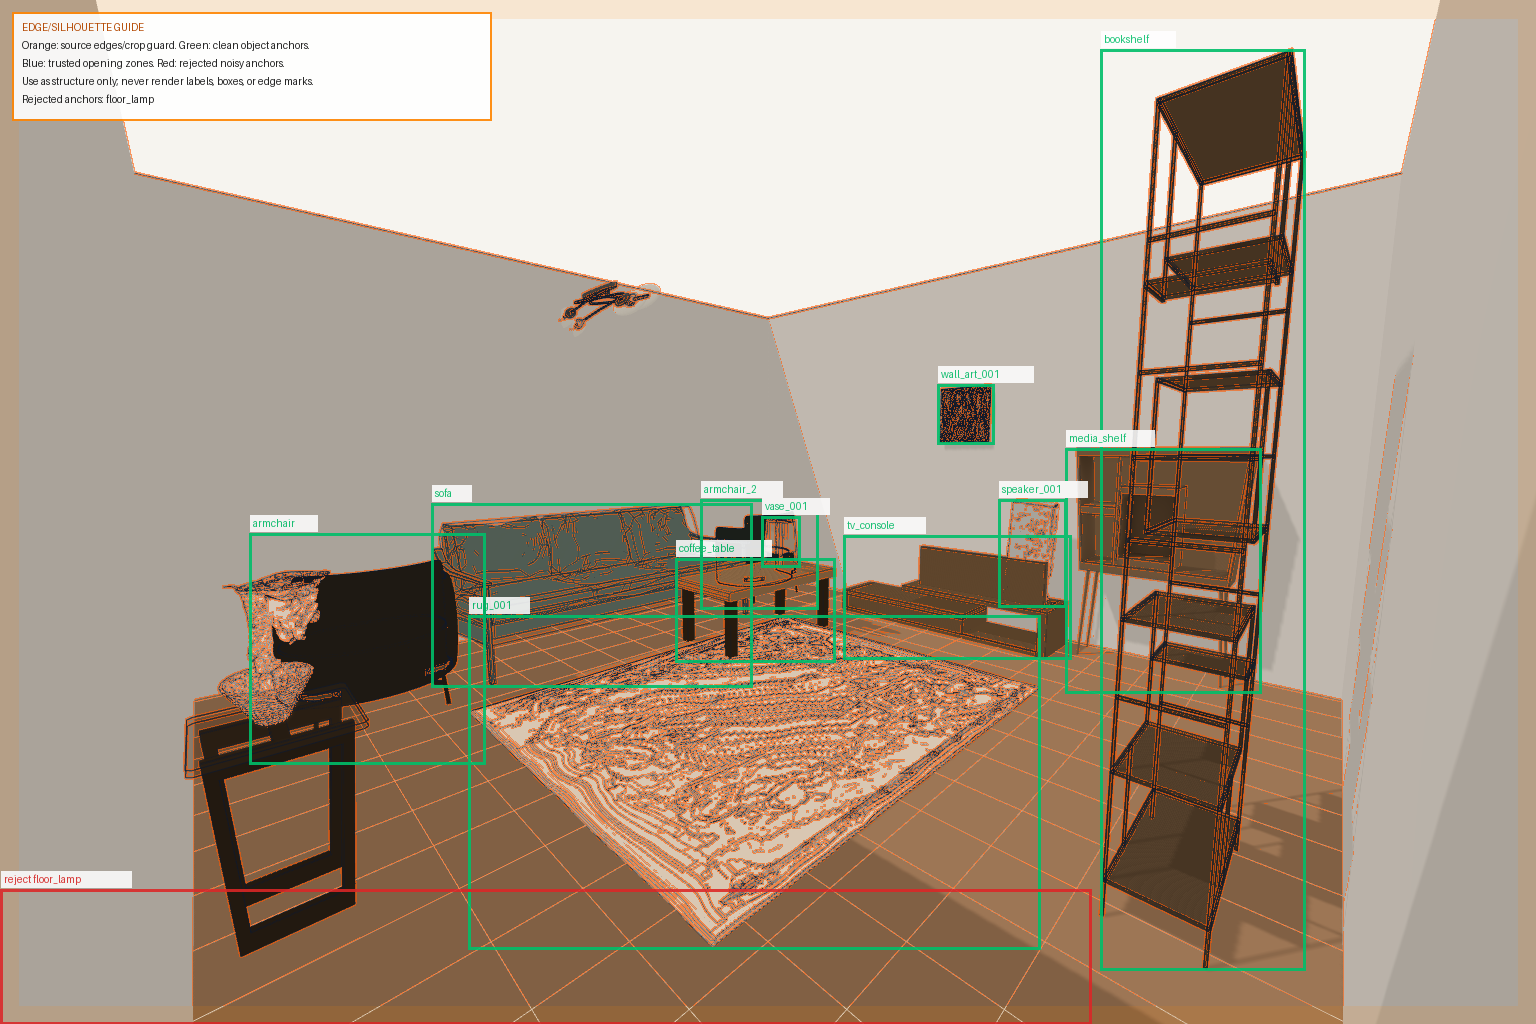 EDGE/SILHOUETTE GUIDE
Orange: source edges/crop guard. Green: clean object anchors.
Blue: trusted opening zones. Red: rejected noisy anchors.
Use as structure only; never render labels, boxes, or edge marks.
Rejected anchors: floor_lamp
bookshelf
wall_art_001
media_shelf
armchair_2
speaker_001
sofa
vase_001
armchair
tv_console
coffee_table
rug_001
reject floor_lamp